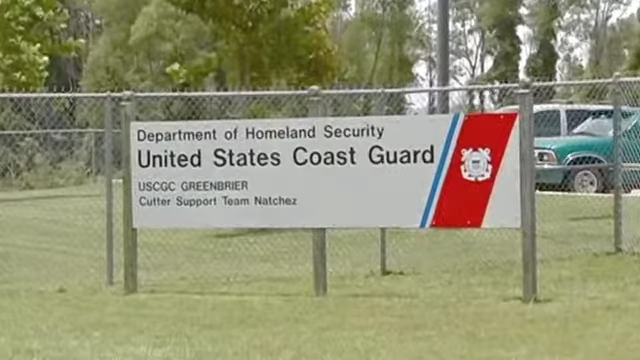 Department of Homeland Security
United States Coast Guard
USCGC GREENBRIER
Cutter Support Team Natchez